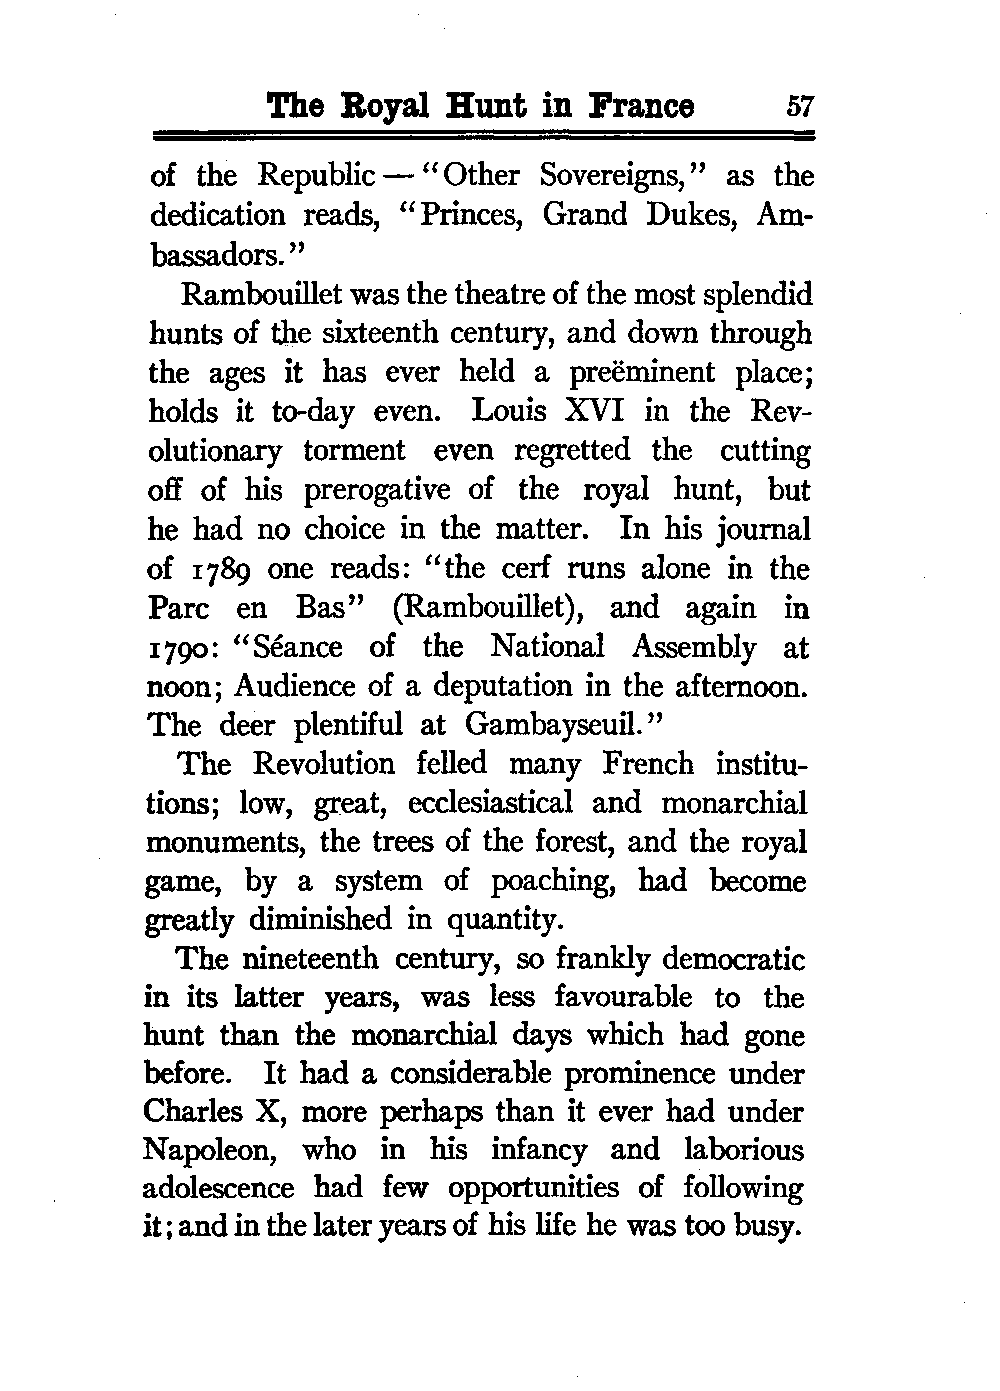 The Royal Hunt in France 57
of the Republic — "Other Sovereigns," as the
dedication reads, "Princes, Grand Dukes, Am-
bassadors."
Rambouillet was the theatre of the most splendid
hunts of the sixteenth century, and down through
the ages it has ever held a preëminent place;
holds it to-day even. Louis XVI in the Rev-
olutionary torment even regretted the cutting
off of his prerogative of the royal hunt, but
he had no choice in the matter. In his journal
of 1789 one reads: "the cerf runs alone in the
Parc en Bas" (Rambouillet), and again in
1790: "Séance of the National Assembly at
noon; Audience of a deputation in the afternoon.
The deer plentiful at Gambayseuil."
The Revolution felled many French institu-
tions; low, great, ecclesiastical and monarchial
monuments, the trees of the forest, and the royal
game, by a system of poaching, had become
greatly diminished in quantity.
The nineteenth century, so frankly democratic
in its latter years, was less favourable to the
hunt than the monarchial days which had gone
before. It had a considerable prominence under
Charles X, more perhaps than it ever had under
Napoleon, who in his infancy and laborious
adolescence had few opportunities of following
it; and in the later years of his life he was too busy.